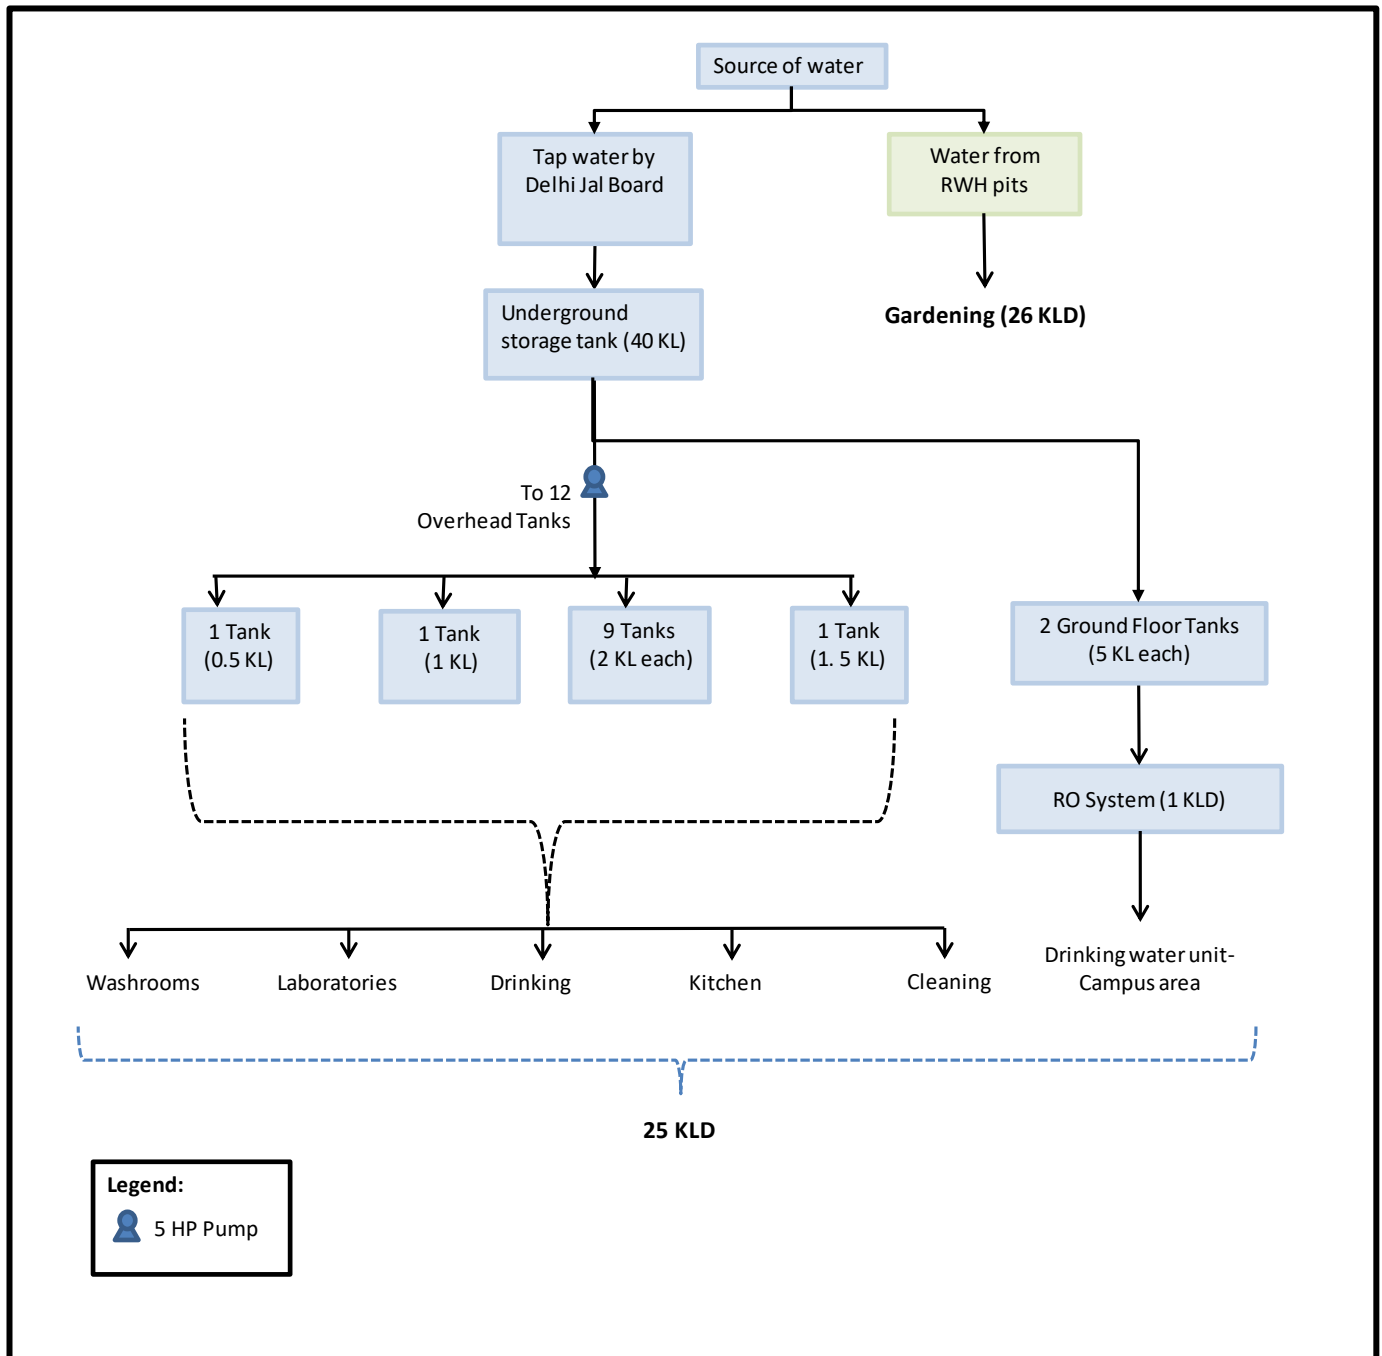 Source of water
Tap water by
Delhi Jal Board
Water from
RWH pits
Underground
storage tank (40 KL)
Gardening (26 KLD)
To 12
Overhead Tanks
1 Tank
(0.5 KL)
1 Tank
(1 KL)
9 Tanks
(2 KL each)
1 Tank
(1. 5 KL)
2 Ground Floor Tanks
(5 KL each)
RO System (1 KLD)
Washrooms
Laboratories
Drinking
Kitchen
Cleaning
Drinking water unit-
Campus area
25 KLD
Legend:
5 HP Pump